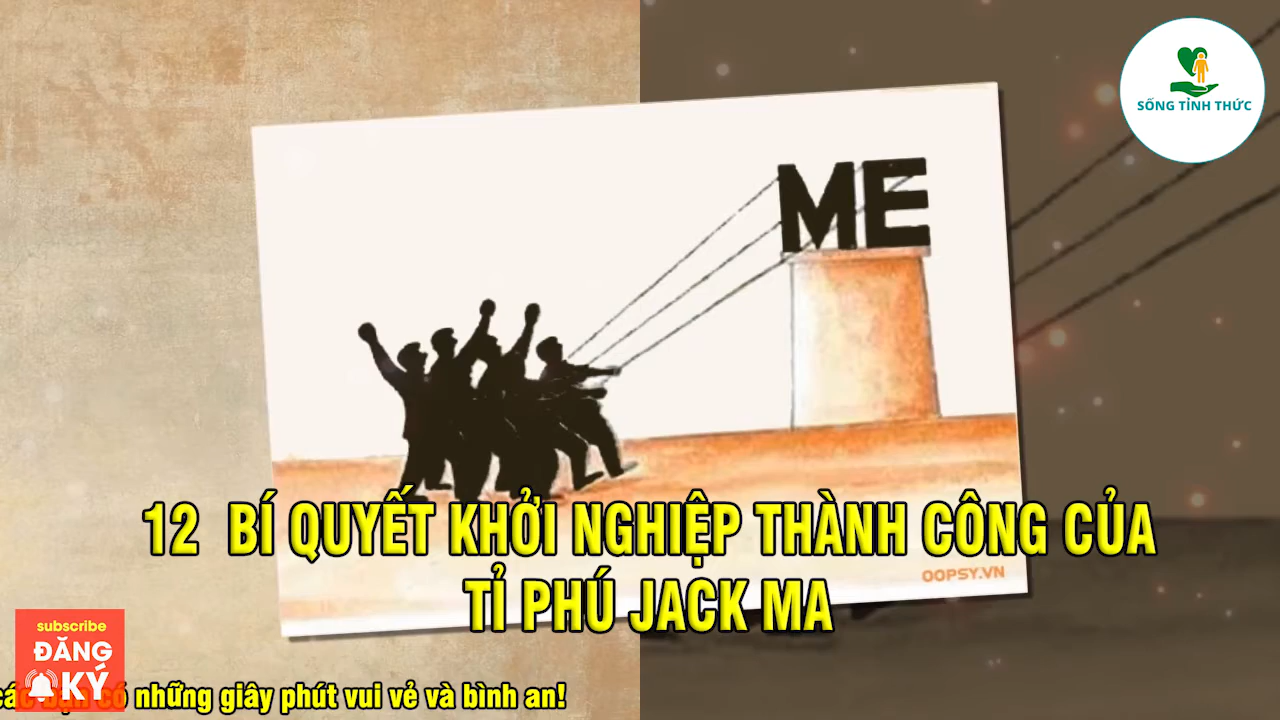 SỐNG TỈNH THỨC
ME
12 BÍ QUYẾT KHỞI NGHIỆP THÀNH CÔNG CỦA
TỈ PHÚ JACK MA
OOPSY.VN
subscribe
ĐĂNG
KÝ
có những giây phút vui vẻ và bình an!